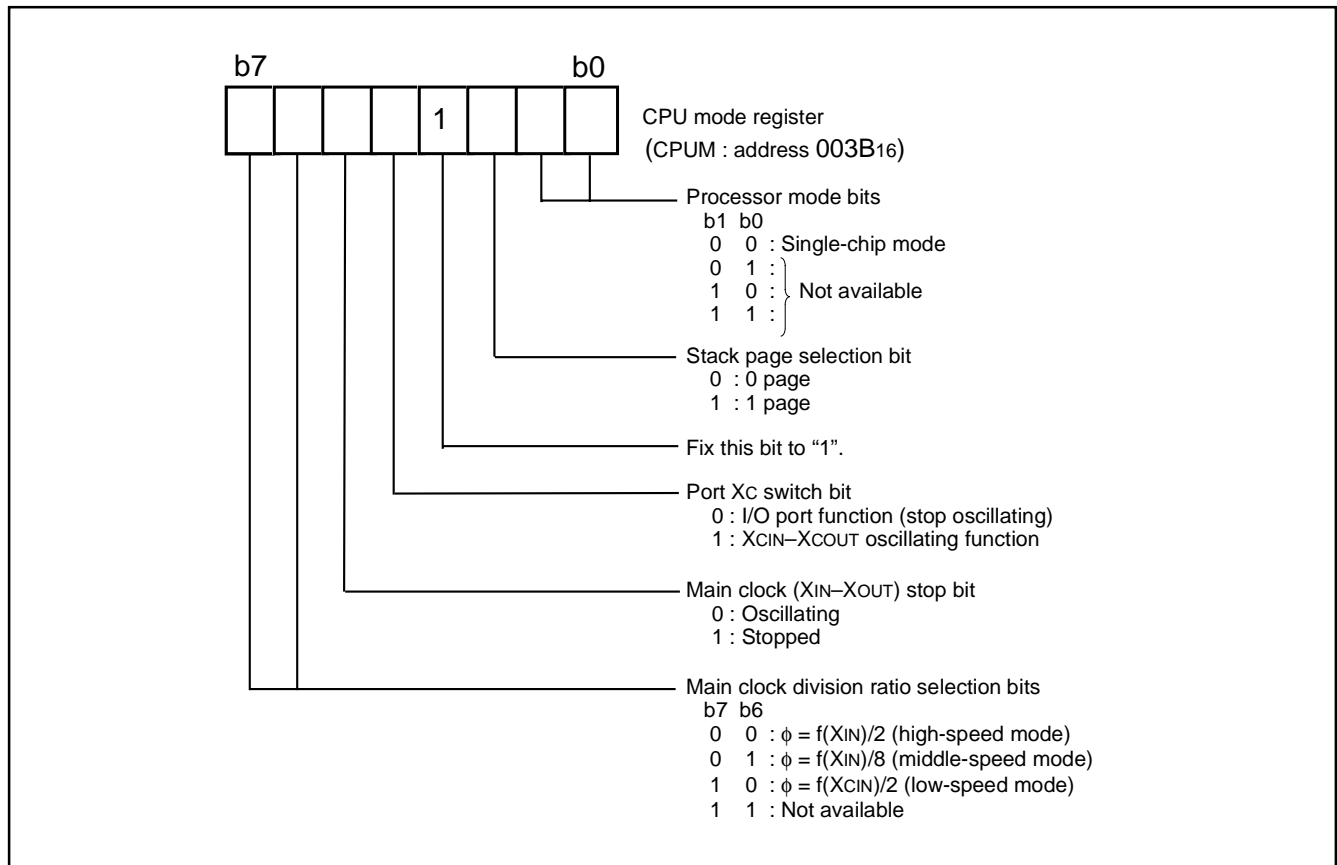 b7 b0
1
CPU mode register
(CPUM : address 003B16)
Processor mode bits
b1 b0
0 0 : Single-chip mode
0 1 :
1 0 : Not available
1 1 :
Stack page selection bit
0 : 0 page
1 : 1 page
Fix this bit to “1”.
Port XC switch bit
0 : I/O port function (stop oscillating)
1 : XCIN–XCOUT oscillating function
Main clock (XIN–XOUT) stop bit
0 : Oscillating
1 : Stopped
Main clock division ratio selection bits
b7 b6
0 0 : ϕ = f(XIN)/2 (high-speed mode)
0 1 : ϕ = f(XIN)/8 (middle-speed mode)
1 0 : ϕ = f(XCIN)/2 (low-speed mode)
1 1 : Not available